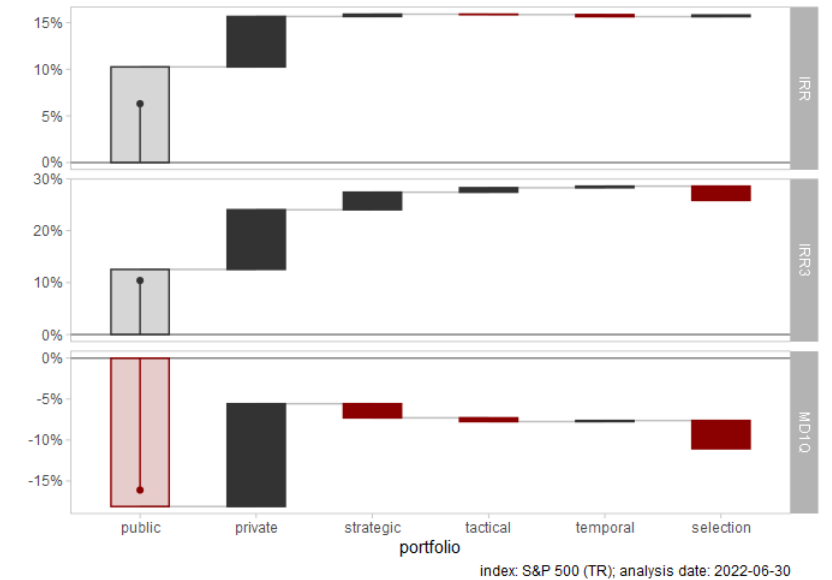 15%
10%
5%
0%
IRR
30%
20%
10%
0%
IRR3
0%
-5%
-10%
-15%
MD1Q
public private strategic tactical temporal selection
portfolio
index: S&P 500 (TR); analysis date: 2022-06-30